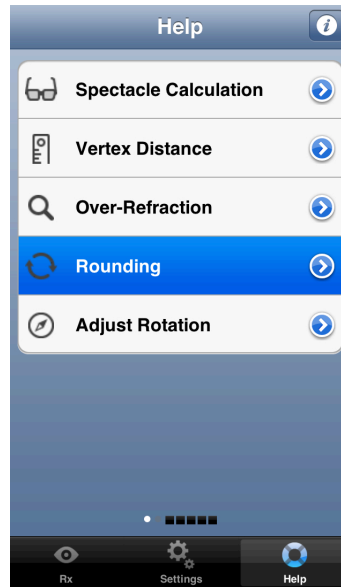 Help
Spectacle Calculation
Vertex Distance
Over-Refraction
Rounding
Adjust Rotation
Rx
Settings
Help